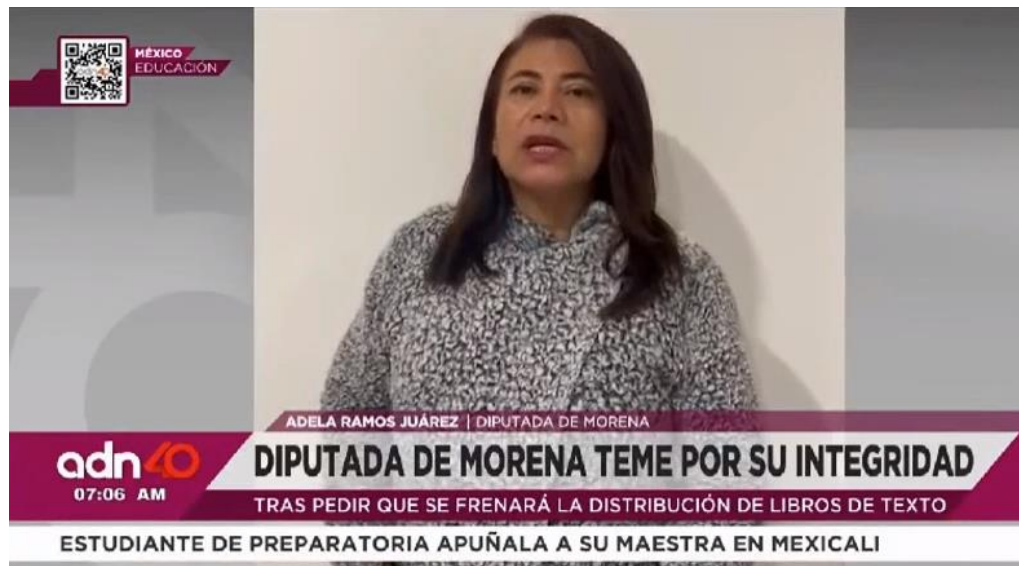 MÉXICO
EDUCACIÓN
ADELA RAMOS JUÁREZ | DIPUTADA DE MORENA
adn40
DIPUTADA DE MORENA TEME POR SU INTEGRIDAD
07:06 AM
TRAS PEDIR QUE SE FRENARÁ LA DISTRIBUCIÓN DE LIBROS DE TEXTO
ESTUDIANTE DE PREPARATORIA APUÑALA A SU MAESTRA EN MEXICALI